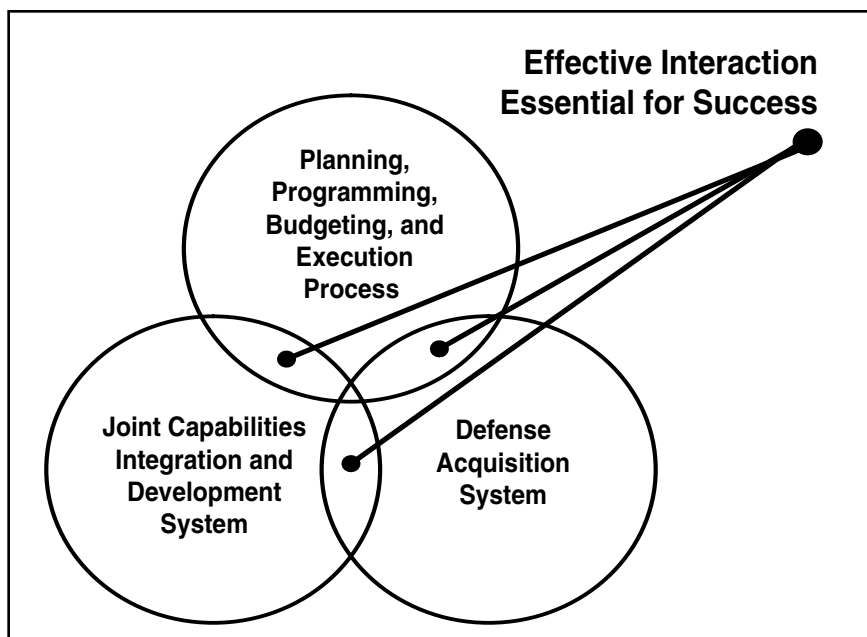 Effective Interaction
Essential for Success
Planning,
Programming,
Budgeting, and
Execution
Process
Joint Capabilities
Integration and
Development
System
Defense
Acquisition
System